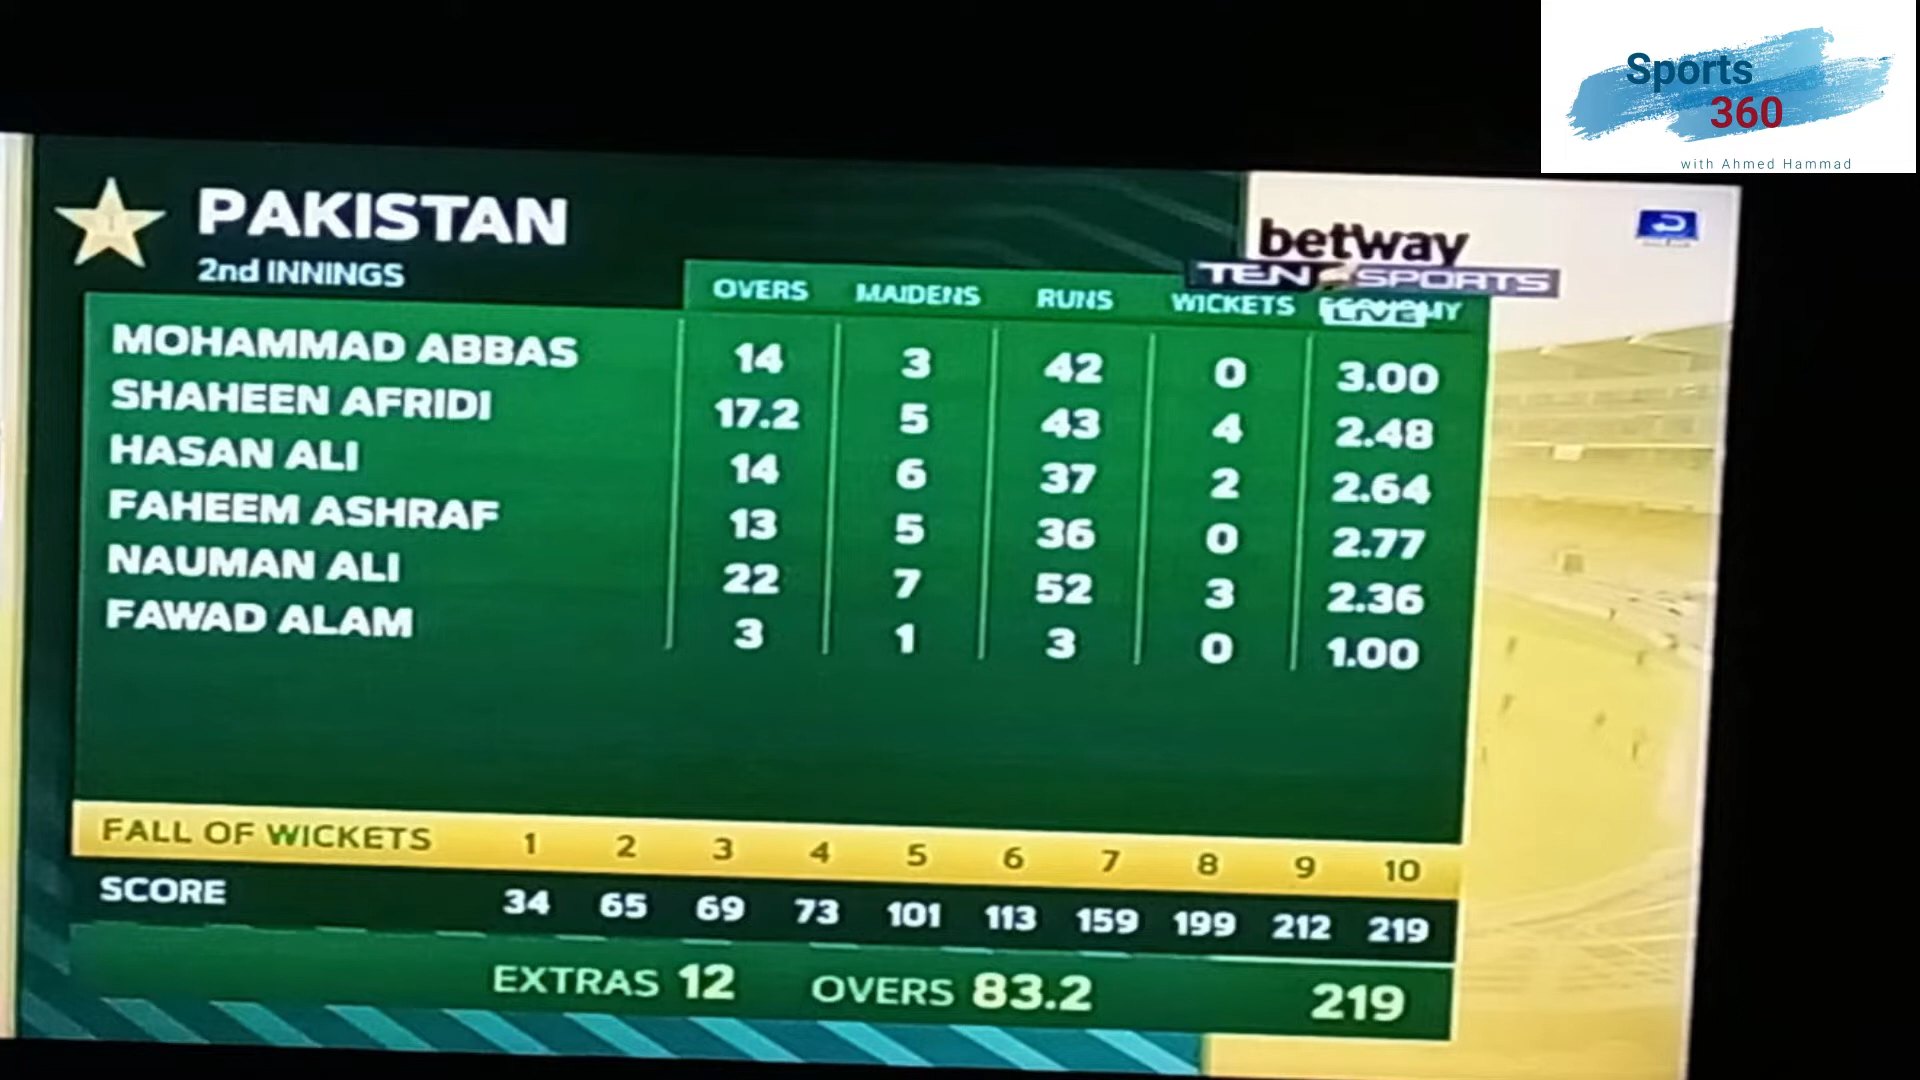 Sports
360
with Ahmed Hammad
PAKISTAN
2nd INNINGS
betway
TEN SPORTS
LIVE
OVERS MAIDENS RUNS WICKETS
MOHAMMAD ABBAS 14 3 42 0 3.00
SHAHEEN AFRIDI 17.2 5 43 4 2.48
HASAN ALI 14 6 37 2 2.64
FAHEEM ASHRAF 13 5 36 0 2.77
NAUMAN ALI 22 7 52 3 2.36
FAWAD ALAM 3 1 3 0 1.00
FALL OF WICKETS 1 2 3 4 5 6 7 8 9 10
SCORE 34 65 69 73 101 113 159 199 212 219
EXTRAS 12 OVERS 83.2 219